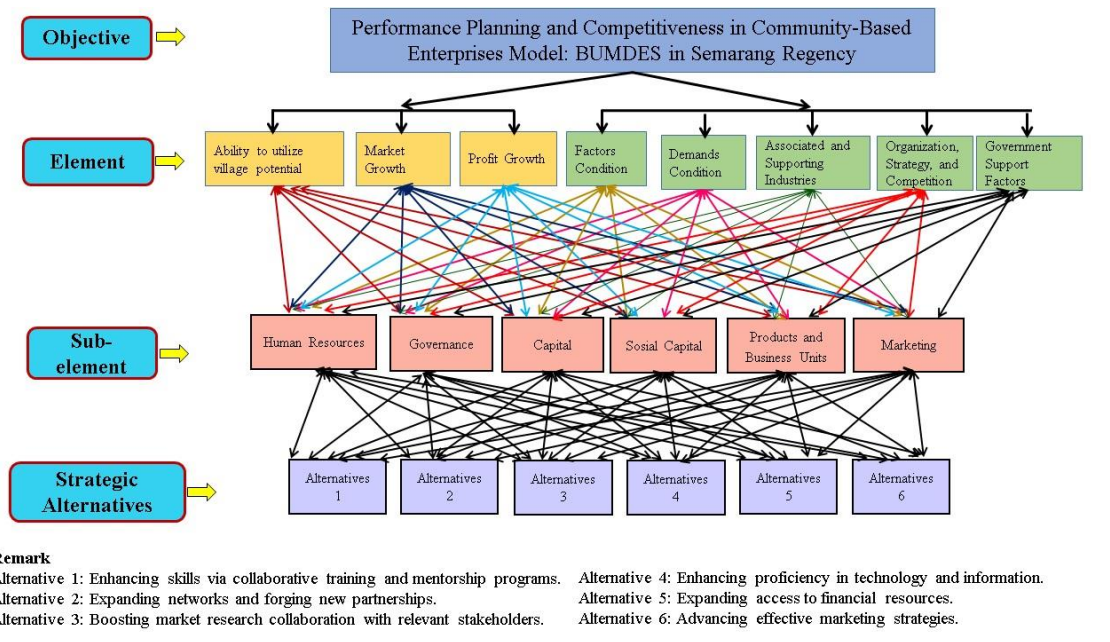 Objective
Performance Planning and Competitiveness in Community-Based
Enterprises Model: BUMDES in Semarang Regency
Element
Ability to utilize
village potential
Market
Growth
Profit Growth
Factors
Condition
Demands
Condition
Associated and
Supporting
Industries
Organization,
Strategy, and
Competition
Government
Support
Factors
Sub-
element
Human Resources
Governance
Capital
Sosial Capital
Products and
Business Units
Marketing
Strategic
Alternatives
Alternatives
1
Alternatives
2
Alternatives
3
Alternatives
4
Alternatives
5
Alternatives
6
Remark
Alternative 1: Enhancing skills via collaborative training and mentorship programs.
Alternative 2: Expanding networks and forging new partnerships.
Alternative 3: Boosting market research collaboration with relevant stakeholders.
Alternative 4: Enhancing proficiency in technology and information.
Alternative 5: Expanding access to financial resources.
Alternative 6: Advancing effective marketing strategies.